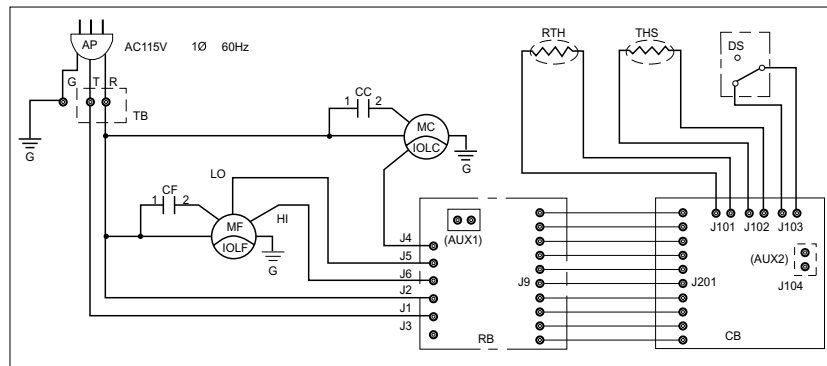 AP
AC115V 1Ø 60Hz
RTH
THS
DS
G T R
TB
G
CC
1 2
MC
IOLC
G
LO
HI
CF
1 2
MF
IOLF
G
(AUX1)
J4
J5
J6
J2
J1
J3
J9
RB
J101 J102 J103
(AUX2)
J104
J201
CB